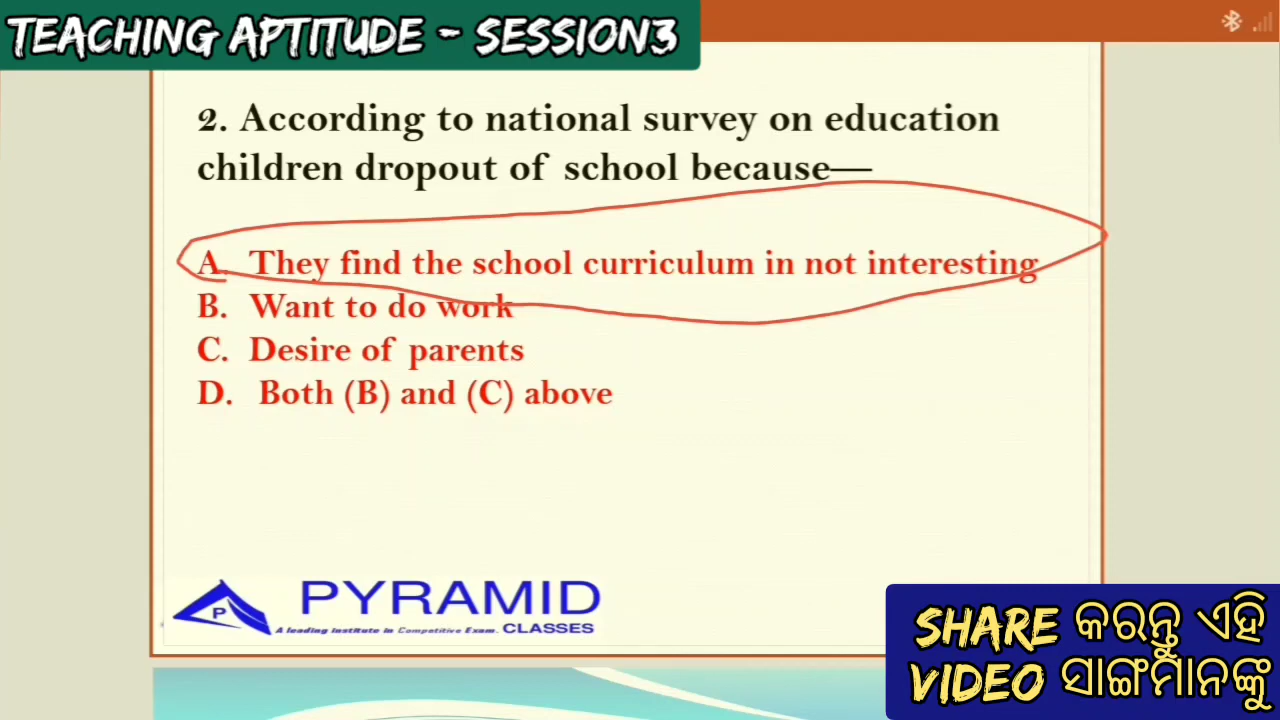 TEACHING APTITUDE - SESSION3
2. According to national survey on education
children dropout of school because—
A. They find the school curriculum in not interesting
B. Want to do work
C. Desire of parents
D. Both (B) and (C) above
P
PYRAMID
A leading institute in Competitive Exam. CLASSES
SHARE କରନ୍ତୁ ଏହି
VIDEO ସାଙ୍ଗମାନଙ୍କୁ